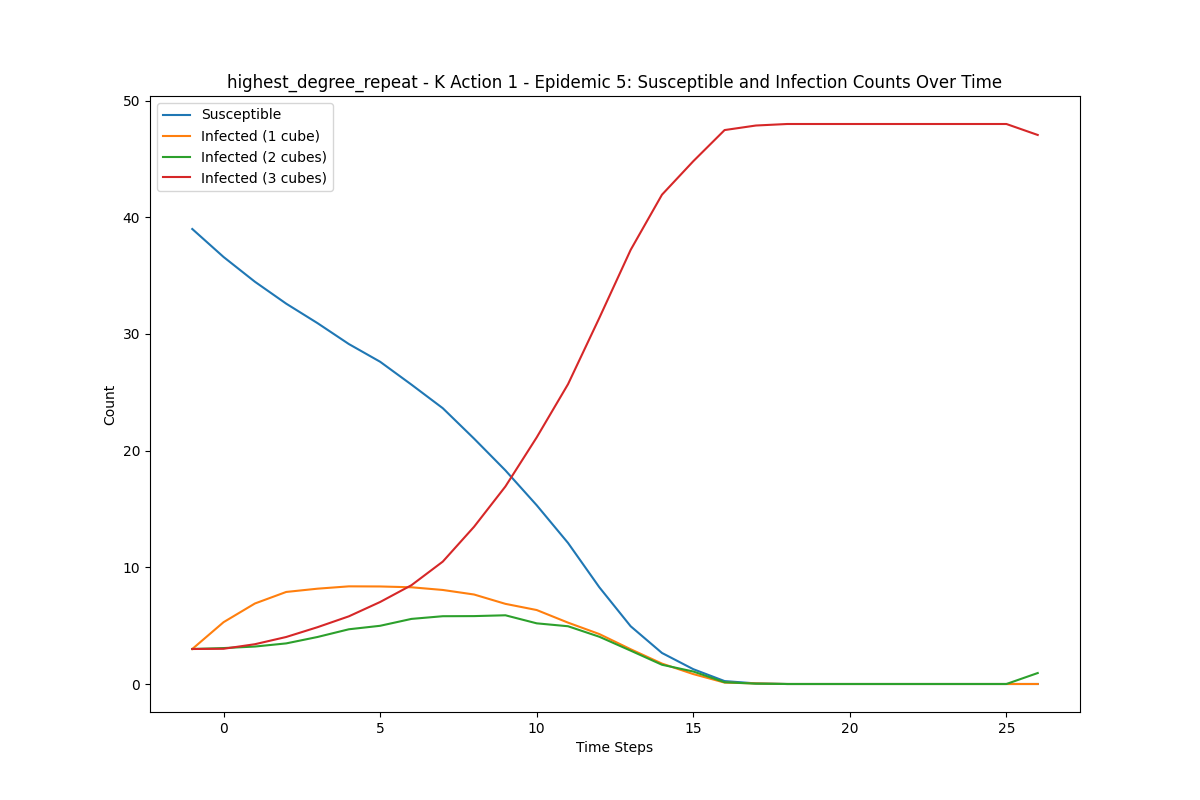 highest_degree_repeat - K Action 1 - Epidemic 5: Susceptible and Infection Counts Over Time
50
40
30
20
10
0
Count
Susceptible
Infected (1 cube)
Infected (2 cubes)
Infected (3 cubes)
0 5 10 15 20 25
Time Steps